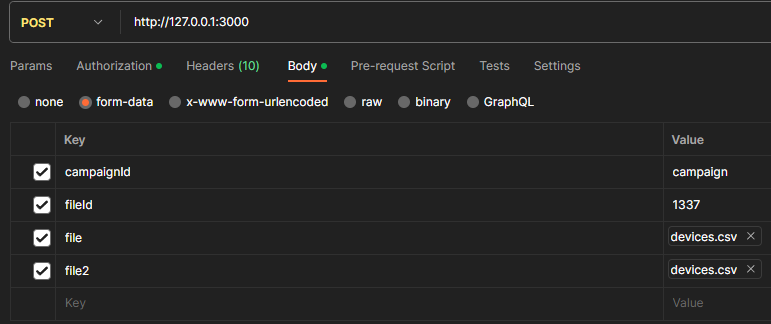 POST http://127.0.0.1:3000
Params Authorization Headers (10) Body Pre-request Script Tests Settings
none form-data x-www-form-urlencoded raw binary GraphQL
Key Value
campaignId campaign
fileId 1337
file devices.csv ×
file2 devices.csv ×
Key Value